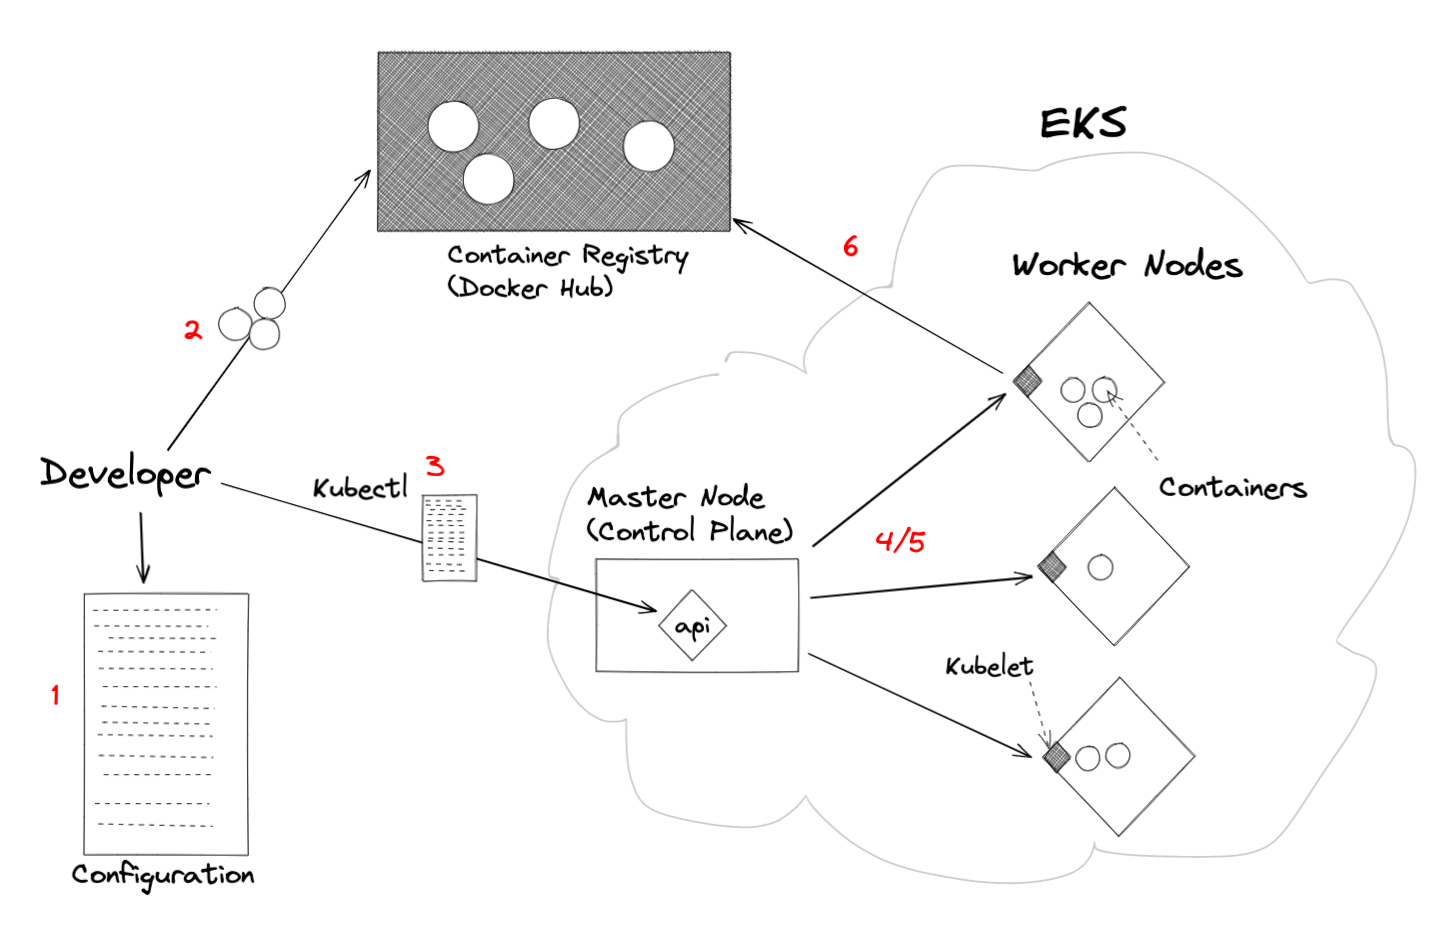 EKS
Container Registry
(Docker Hub)
6
Worker Nodes
2
Developer
Kubectl
3
Master Node
(Control Plane)
Containers
4/5
api
Kubelet
1
Configuration